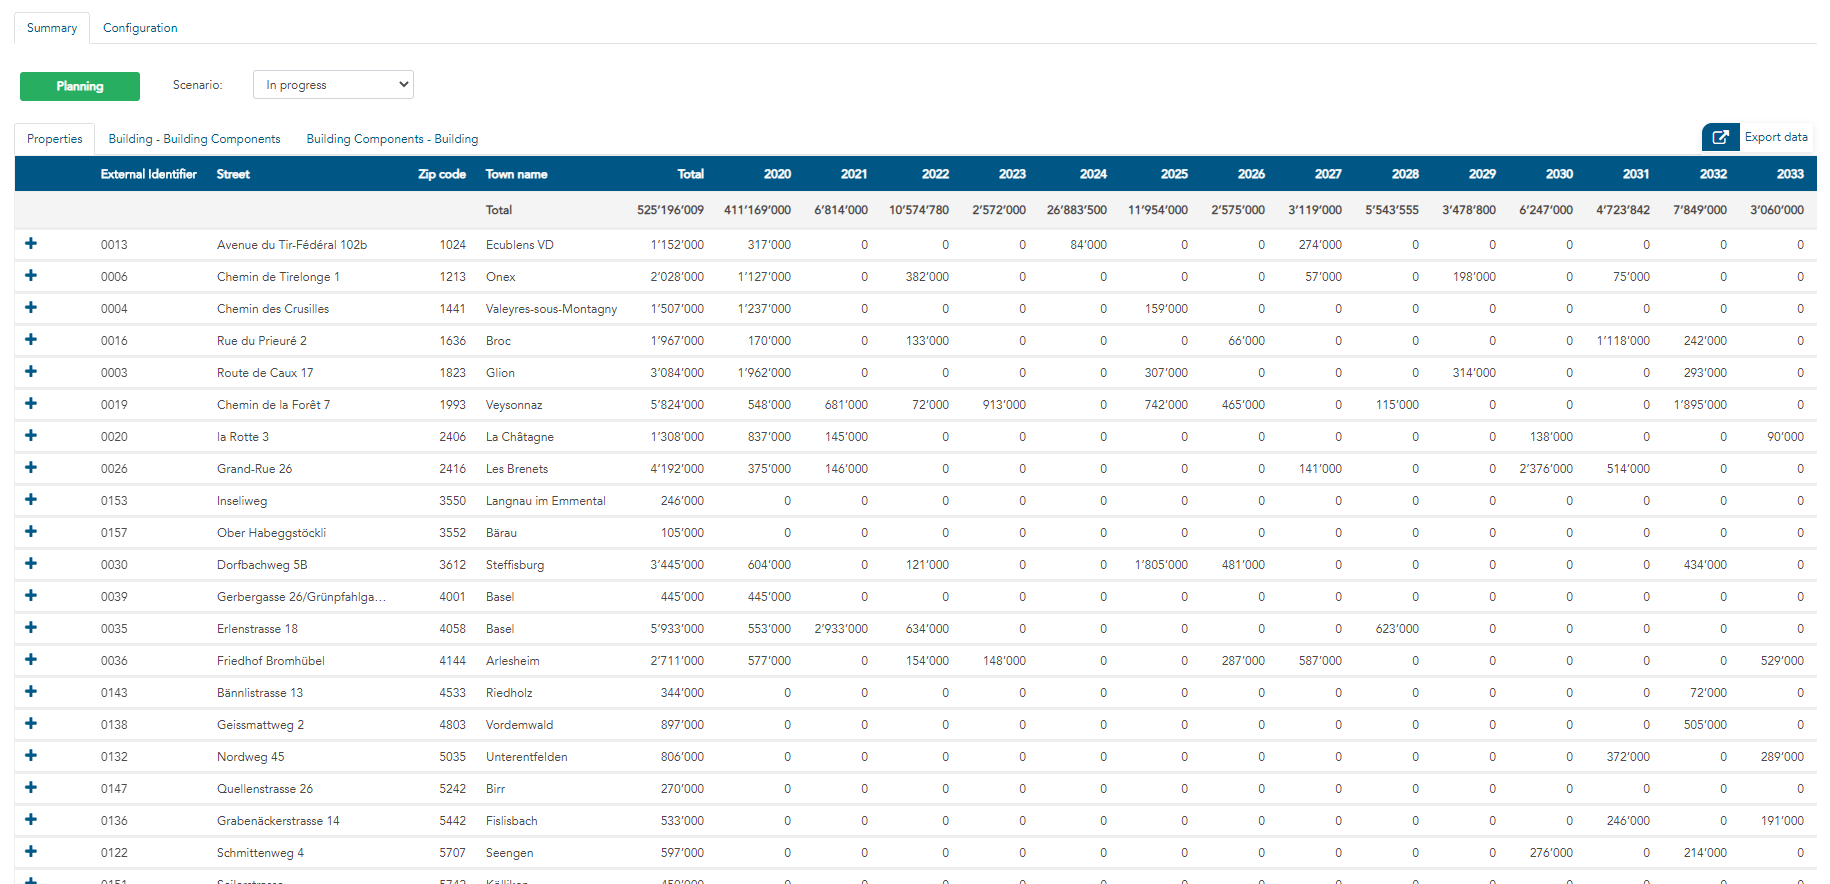 Summary Configuration
Planning Scenario: In progress
Properties Building - Building Components Building Components - Building Export data
External Identifier Street Zip code Town name Total 2020 2021 2022 2023 2024 2025 2026 2027 2028 2029 2030 2031 2032 2033
Total 525’196’009 411’169’000 6’814’000 10’574’780 2’572’000 26’883’500 11’954’000 2’575’000 3’119’000 5’543’555 3’478’800 6’247’000 4’723’842 7’849’000 3’060’000
0013 Avenue du Tir-Fédéral 102b 1024 Ecublens VD 1’152’000 317’000 0 0 0 84’000 0 0 274’000 0 0 0 0 0 0
0006 Chemin de Tirelonge 1 1213 Onex 2’028’000 1’127’000 0 382’000 0 0 0 0 57’000 0 198’000 0 75’000 0 0
0004 Chemin des Crusilles 1441 Valeyres-sous-Montagny 1’507’000 1’237’000 0 0 0 0 159’000 0 0 0 0 0 0 0 0
0016 Rue du Prieuré 2 1636 Broc 1’967’000 170’000 0 133’000 0 0 0 66’000 0 0 0 0 1’118’000 242’000 0
0003 Route de Caux 17 1823 Glion 3’084’000 1’962’000 0 0 0 0 307’000 0 0 0 314’000 0 0 293’000 0
0019 Chemin de la Forêt 7 1993 Veysonnaz 5’824’000 548’000 681’000 72’000 913’000 0 742’000 465’000 0 115’000 0 0 0 1’895’000 0
0020 la Rotte 3 2406 La Châtagne 1’308’000 837’000 145’000 0 0 0 0 0 0 0 0 138’000 0 0 90’000
0026 Grand-Rue 26 2416 Les Brenets 4’192’000 375’000 146’000 0 0 0 0 0 141’000 0 0 2’376’000 514’000 0 0
0153 Inseliweg 3550 Langnau im Emmental 246’000 0 0 0 0 0 0 0 0 0 0 0 0 0 0
0157 Ober Habeggstöckli 3552 Bärau 105’000 0 0 0 0 0 0 0 0 0 0 0 0 0 0
0030 Dorfbachweg 5B 3612 Steffisburg 3’445’000 604’000 0 121’000 0 0 1’805’000 481’000 0 0 0 0 0 434’000 0
0039 Gerbergasse 26/Grünpfahlga... 4001 Basel 445’000 445’000 0 0 0 0 0 0 0 0 0 0 0 0 0
0035 Erlenstrasse 18 4058 Basel 5’933’000 553’000 2’933’000 634’000 0 0 0 0 0 623’000 0 0 0 0 0
0036 Friedhof Bromhübel 4144 Arlesheim 2’711’000 577’000 0 154’000 148’000 0 0 287’000 587’000 0 0 0 0 0 529’000
0143 Bännlistrasse 13 4533 Riedholz 344’000 0 0 0 0 0 0 0 0 0 0 0 0 72’000 0
0138 Geissmattweg 2 4803 Vordemwald 897’000 0 0 0 0 0 0 0 0 0 0 0 0 505’000 0
0132 Nordweg 45 5035 Unterentfelden 806’000 0 0 0 0 0 0 0 0 0 0 0 372’000 0 289’000
0147 Quellenstrasse 26 5242 Birr 270’000 0 0 0 0 0 0 0 0 0 0 0 0 0 0
0136 Grabenäckerstrasse 14 5442 Fislisbach 533’000 0 0 0 0 0 0 0 0 0 0 0 246’000 0 191’000
0122 Schmittenweg 4 5707 Seengen 597’000 0 0 0 0 0 0 0 0 0 0 276’000 0 214’000 0